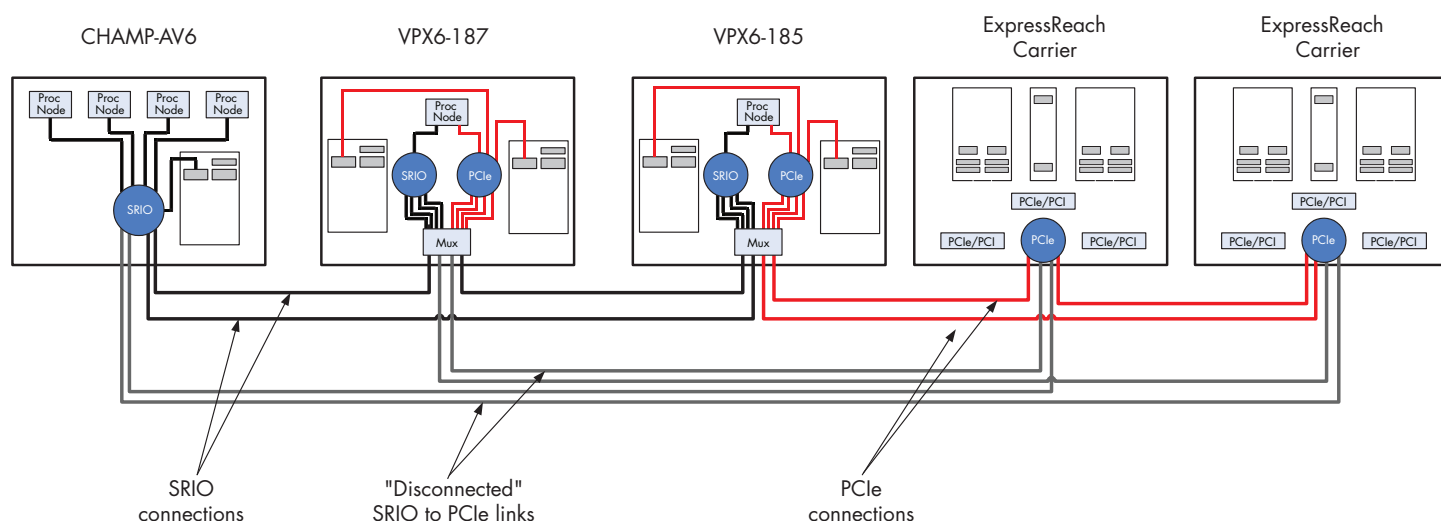 CHAMP-AV6
VPX6-187
VPX6-185
ExpressReach
Carrier
ExpressReach
Carrier
Proc
Node
Proc
Node
Proc
Node
Proc
Node
SRIO
Proc
Node
SRIO
PCIe
Mux
Proc
Node
SRIO
PCIe
Mux
PCIe/PCI
PCIe/PCI
PCIe
PCIe/PCI
PCIe/PCI
PCIe/PCI
PCIe
PCIe/PCI
SRIO
connections
"Disconnected"
SRIO to PCIe links
PCIe
connections